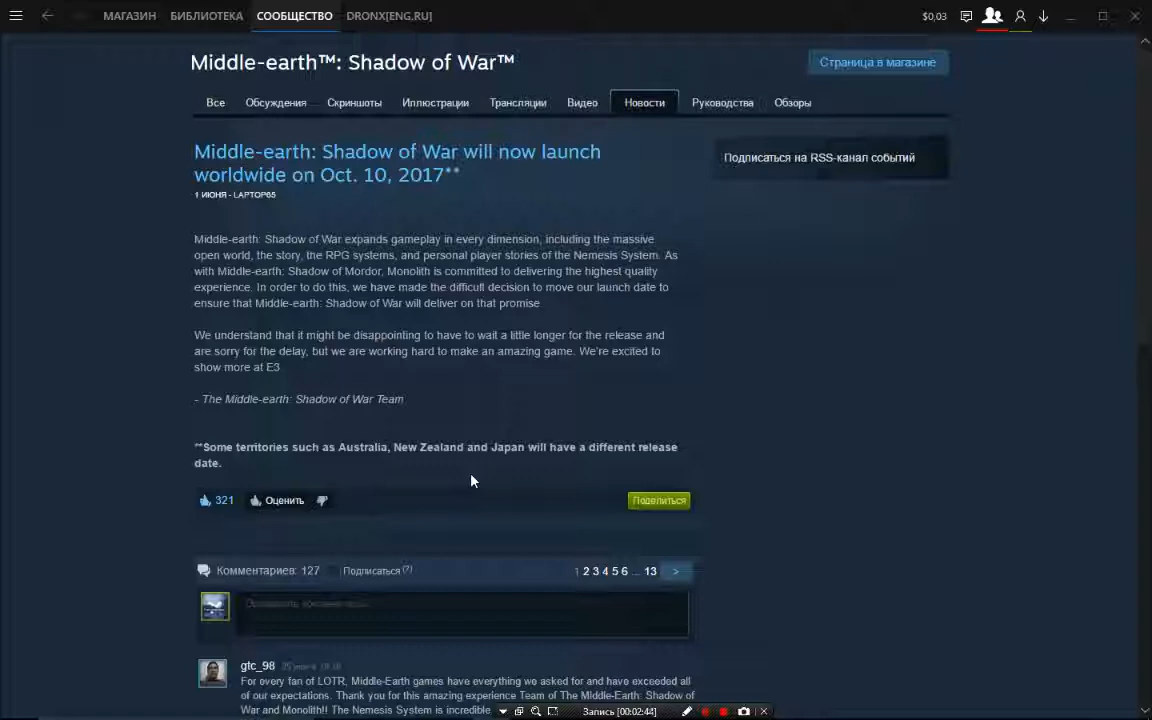 МАГАЗИН БИБЛИОТЕКА СООБЩЕСТВО DRONX[ENG,RU] $0,03
Middle-earth™: Shadow of War™
Страница в магазине
Все Обсуждения Скриншоты Иллюстрации Трансляции Видео Новости Руководства Обзоры
Middle-earth: Shadow of War will now launch
worldwide on Oct. 10, 2017**
1 ИЮНЯ - LAPTOP65
Подписаться на RSS-канал событий
Middle-earth: Shadow of War expands gameplay in every dimension, including the massive
open world, the story, the RPG systems, and personal player stories of the Nemesis System. As
with Middle-earth: Shadow of Mordor, Monolith is committed to delivering the highest quality
experience. In order to do this, we have made the difficult decision to move our launch date to
ensure that Middle-earth: Shadow of War will deliver on that promise
We understand that it might be disappointing to have to wait a little longer for the release and
are sorry for the delay, but we are working hard to make an amazing game. We're excited to
show more at E3
- The Middle-earth: Shadow of War Team
**Some territories such as Australia, New Zealand and Japan will have a different release
date.
321 Оценить Поделиться
Комментариев: 127 Подписаться (?) 1 2 3 4 5 6 ... 13 >
gtc_98
For every fan of LOTR, Middle-Earth games have everything we asked for and have exceeded all
of our expectations. Thank you for this amazing experience Team of The Middle-Earth: Shadow of
War and Monolith!! The Nemesis System is incredible
Запись [00:02:44]